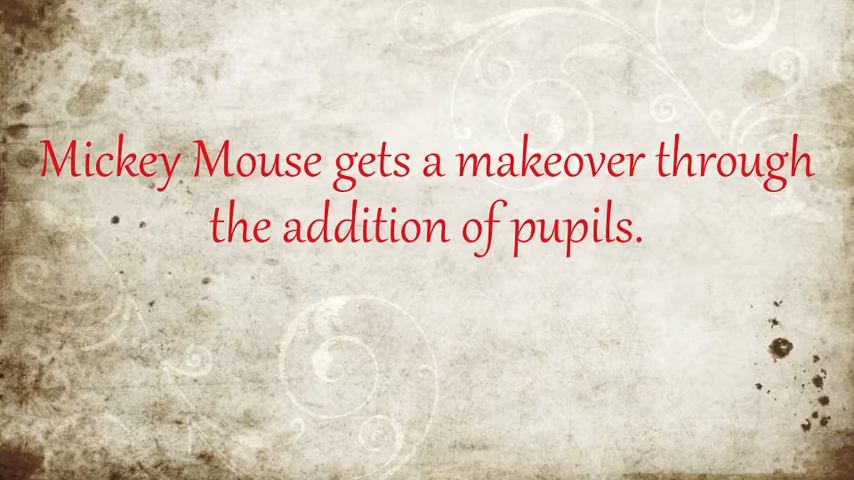 Mickey Mouse gets a makeover through
the addition of pupils.